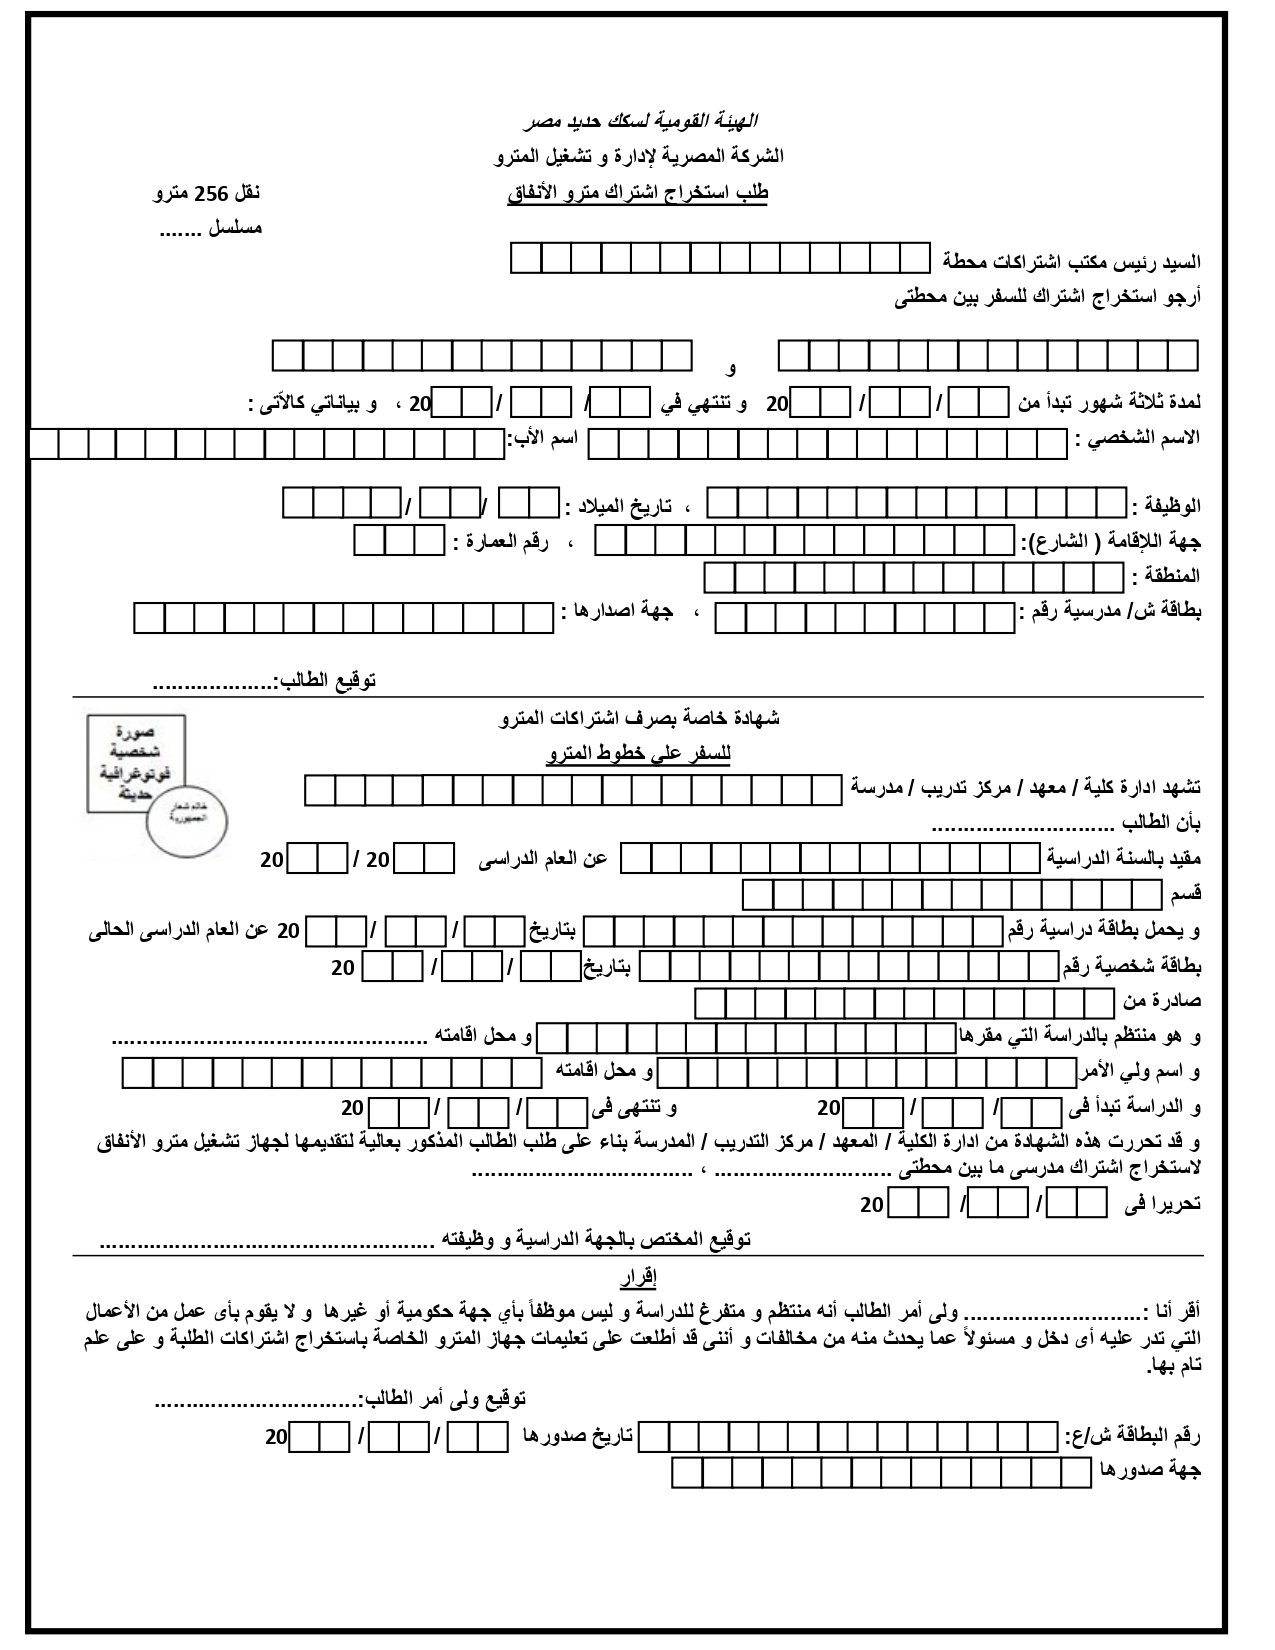 الهيئة القومية لسكك حديد مصر
الشركة المصرية لإدارة و تشغيل المترو
طلب استخراج اشتراك مترو الأنفاق
نقل 256 مترو
مسلسل .......
السيد رئيس مكتب اشتراكات محطة
أرجو استخراج اشتراك للسفر بين محطتى
و
لمدة ثلاثة شهور تبدأ من / / 20 و تنتهي في / / 20 ، و بياناتي كالآتى :
الاسم الشخصي : اسم الأب:
الوظيفة : ، تاريخ الميلاد : / /
جهة اللإقامة ( الشارع): ، رقم العمارة :
المنطقة :
بطاقة ش/ مدرسية رقم : ، جهة اصدارها :
توقيع الطالب:...................
شهادة خاصة بصرف اشتراكات المترو
للسفر علي خطوط المترو
صورة
شخصية
فوتوغرافية
حديثة
خاتم شعار
الجمهورية
تشهد ادارة كلية / معهد / مركز تدريب / مدرسة
بأن الطالب .............................
مقيد بالسنة الدراسية عن العام الدراسى 20 / 20
قسم
و يحمل بطاقة دراسية رقم بتاريخ / / 20 عن العام الدراسى الحالى
بطاقة شخصية رقم بتاريخ / / 20
صادرة من
و هو منتظم بالدراسة التي مقرها و محل اقامته ..................................................
و اسم ولي الأمر و محل اقامته
و الدراسة تبدأ فى / / 20 و تنتهى فى / / 20
و قد تحررت هذه الشهادة من ادارة الكلية / المعهد / مركز التدريب / المدرسة بناء على طلب الطالب المذكور بعالية لتقديمها لجهاز تشغيل مترو الأنفاق
لاستخراج اشتراك مدرسى ما بين محطتى ............................ ، ...................................
تحريرا فى / / 20
توقيع المختص بالجهة الدراسية و وظيفته .....................................................
إقرار
أقر أنا :............................ ولى أمر الطالب أنه منتظم و متفرغ للدراسة و ليس موظفاً بأي جهة حكومية أو غيرها و لا يقوم بأى عمل من الأعمال
التي تدر عليه أى دخل و مسئولاً عما يحدث منه من مخالفات و أننى قد أطلعت على تعليمات جهاز المترو الخاصة باستخراج اشتراكات الطلبة و على علم
تام بها.
توقيع ولى أمر الطالب:................................
رقم البطاقة ش/ع: تاريخ صدورها / / 20
جهة صدورها